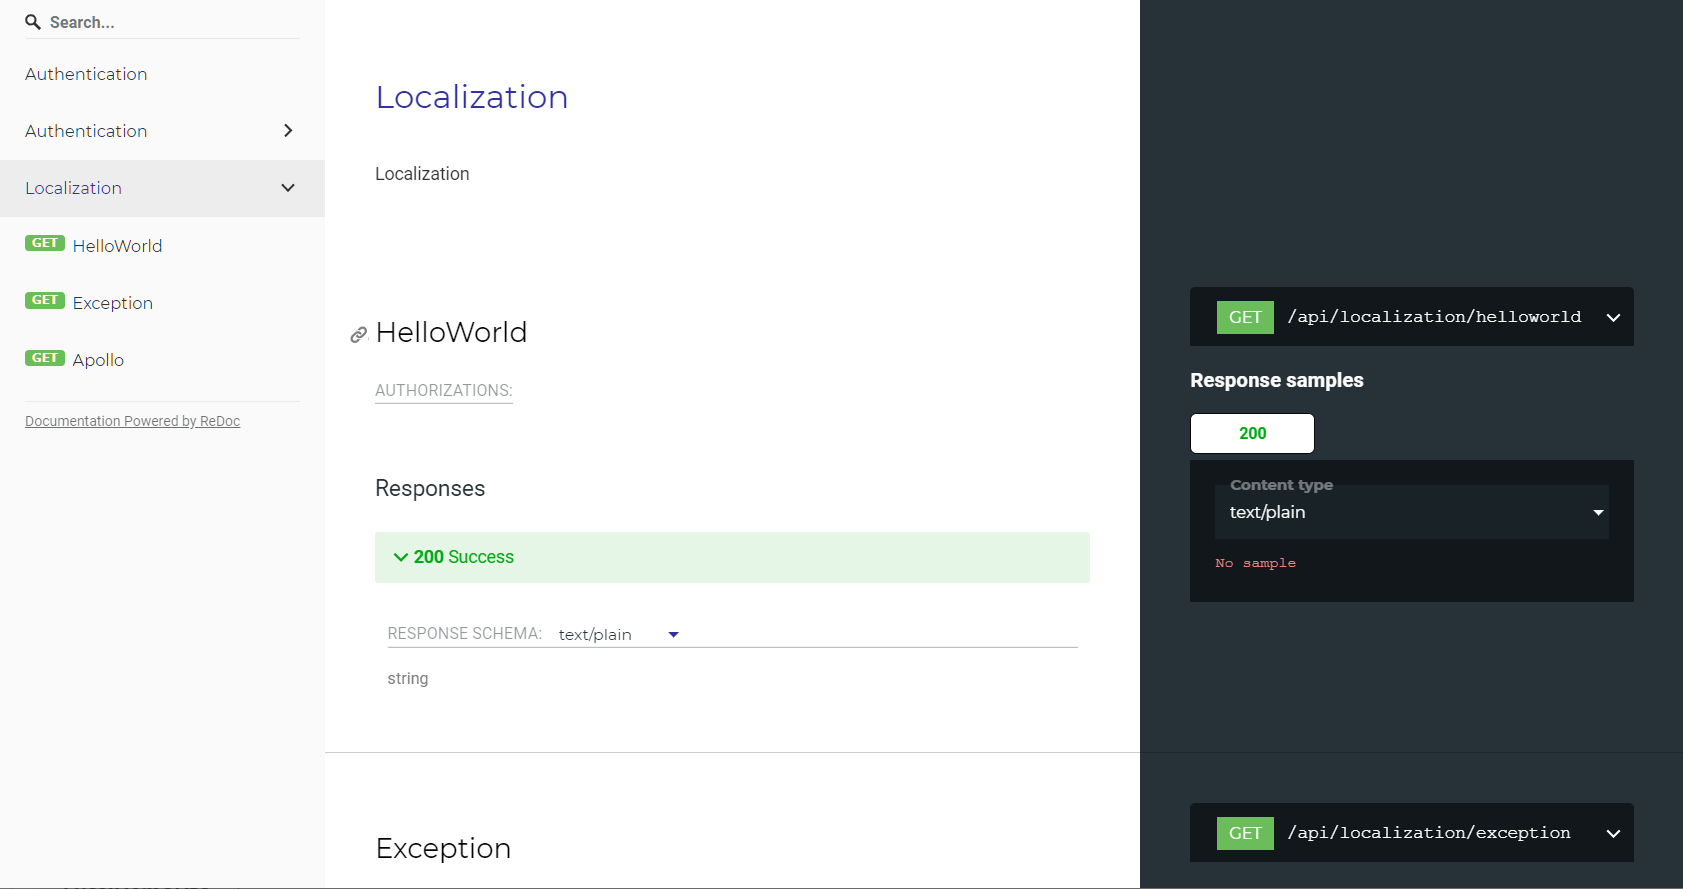 Search...
Authentication
Authentication
Localization
GET HelloWorld
GET Exception
GET Apollo
Documentation Powered by ReDoc
Localization
Localization
HelloWorld
AUTHORIZATIONS:
Responses
200 Success
RESPONSE SCHEMA: text/plain
string
Exception
GET /api/localization/helloworld
Response samples
200
Content type
text/plain
No sample
GET /api/localization/exception